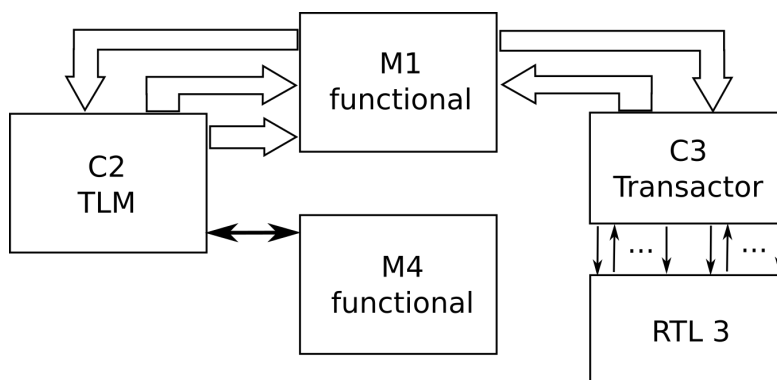 M1
functional
C2
TLM
C3
Transactor
... ...
M4
functional
RTL 3